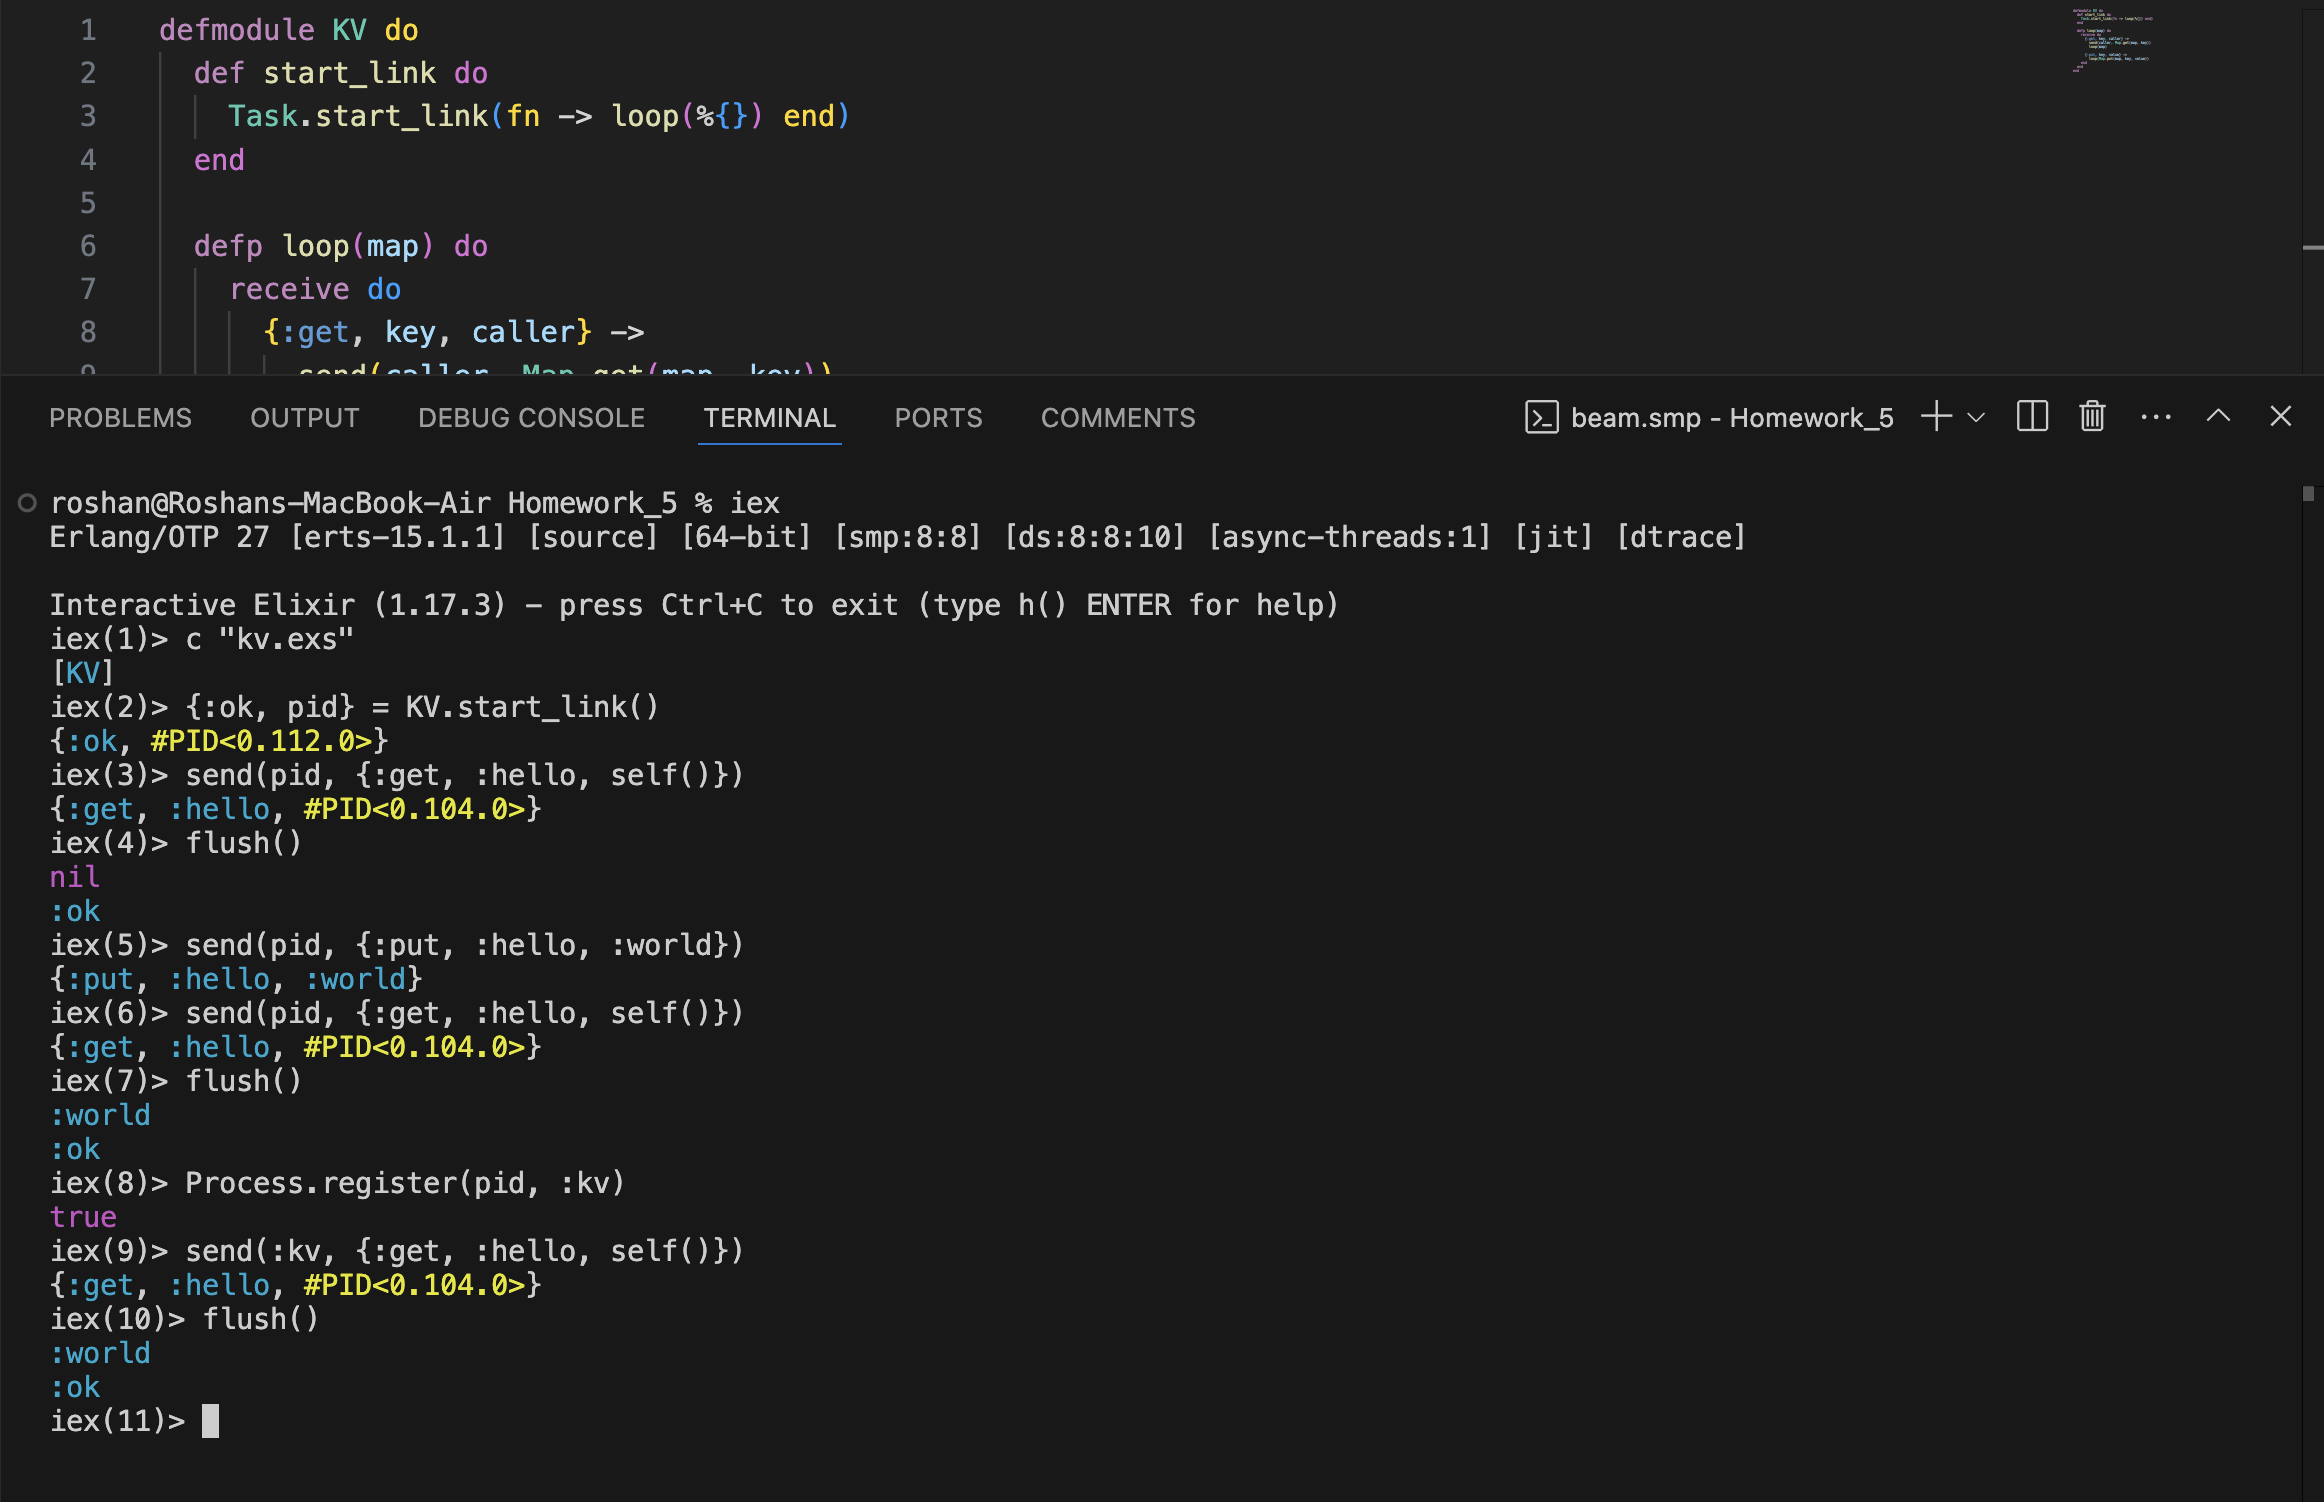 1 defmodule KV do
2 def start_link do
3 Task.start_link(fn -> loop(%{}) end)
4 end
5
6 defp loop(map) do
7 receive do
8 {:get, key, caller} ->
9 send(caller, Map.get(map, key))
PROBLEMS OUTPUT DEBUG CONSOLE TERMINAL PORTS COMMENTS beam.smp - Homework_5
roshan@Roshans-MacBook-Air Homework_5 % iex
Erlang/OTP 27 [erts-15.1.1] [source] [64-bit] [smp:8:8] [ds:8:8:10] [async-threads:1] [jit] [dtrace]
Interactive Elixir (1.17.3) - press Ctrl+C to exit (type h() ENTER for help)
iex(1)> c "kv.exs"
[KV]
iex(2)> {:ok, pid} = KV.start_link()
{:ok, #PID<0.112.0>}
iex(3)> send(pid, {:get, :hello, self()})
{:get, :hello, #PID<0.104.0>}
iex(4)> flush()
nil
:ok
iex(5)> send(pid, {:put, :hello, :world})
{:put, :hello, :world}
iex(6)> send(pid, {:get, :hello, self()})
{:get, :hello, #PID<0.104.0>}
iex(7)> flush()
:world
:ok
iex(8)> Process.register(pid, :kv)
true
iex(9)> send(:kv, {:get, :hello, self()})
{:get, :hello, #PID<0.104.0>}
iex(10)> flush()
:world
:ok
iex(11)>